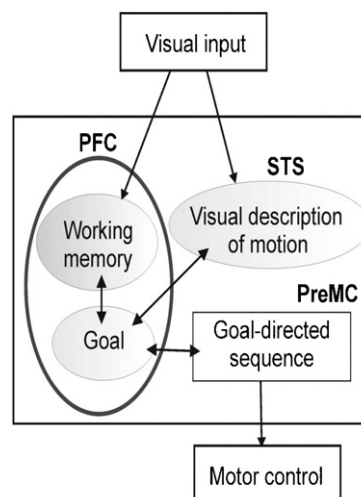 Visual input
PFC
STS
Working
memory
Visual description
of motion
PreMC
Goal
Goal-directed
sequence
Motor control